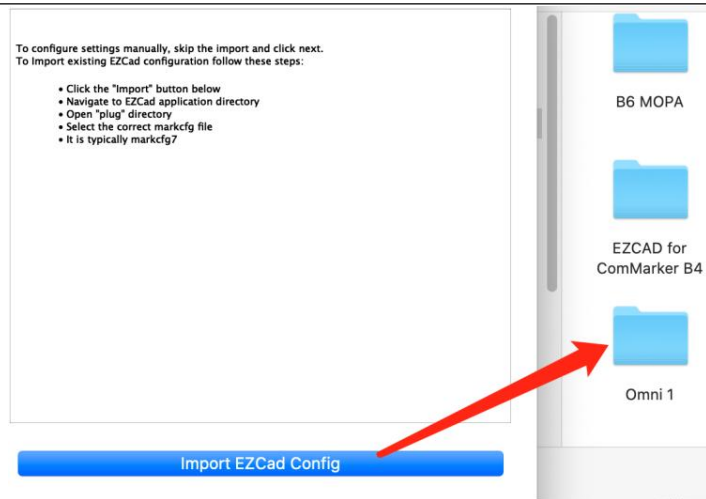 To configure settings manually, skip the import and click next.
To Import existing EZCad configuration follow these steps:
• Click the "Import" button below
• Navigate to EZCad application directory
• Open "plug" directory
• Select the correct markcfg file
• It is typically markcfg7
Import EZCad Config
B6 MOPA
EZCAD for
ComMarker B4
Omni 1